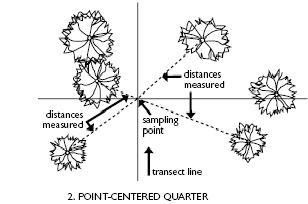 distances
measured
distances
measured
sampling
point
transect line
2. POINT-CENTERED QUARTER